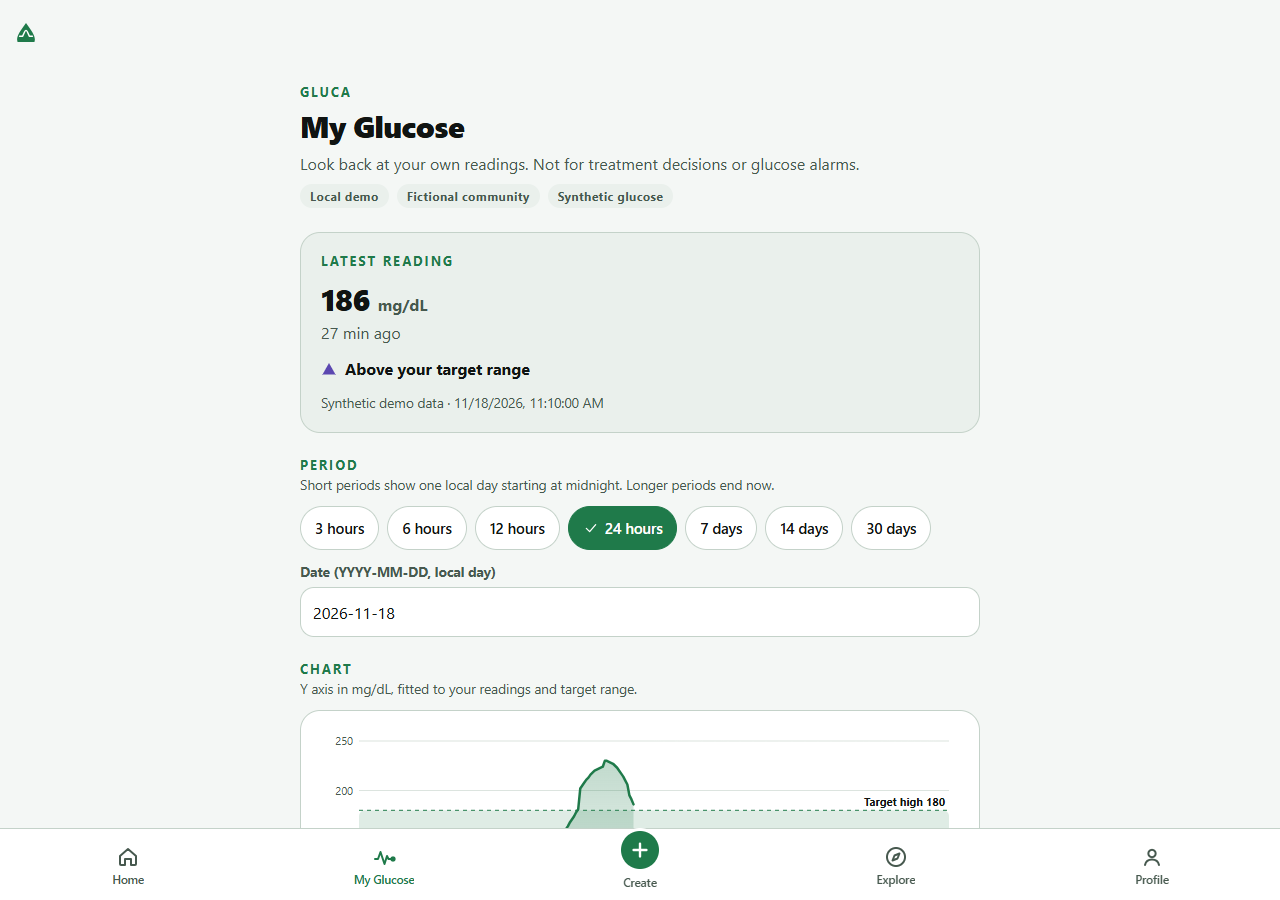 GLUCA
My Glucose
Look back at your own readings. Not for treatment decisions or glucose alarms.
Local demo Fictional community Synthetic glucose
LATEST READING
186 mg/dL
27 min ago
Above your target range
Synthetic demo data · 11/18/2026, 11:10:00 AM
PERIOD
Short periods show one local day starting at midnight. Longer periods end now.
3 hours 6 hours 12 hours 24 hours 7 days 14 days 30 days
Date (YYYY-MM-DD, local day)
2026-11-18
CHART
Y axis in mg/dL, fitted to your readings and target range.
250
200
Target high 180
Home My Glucose Create Explore Profile